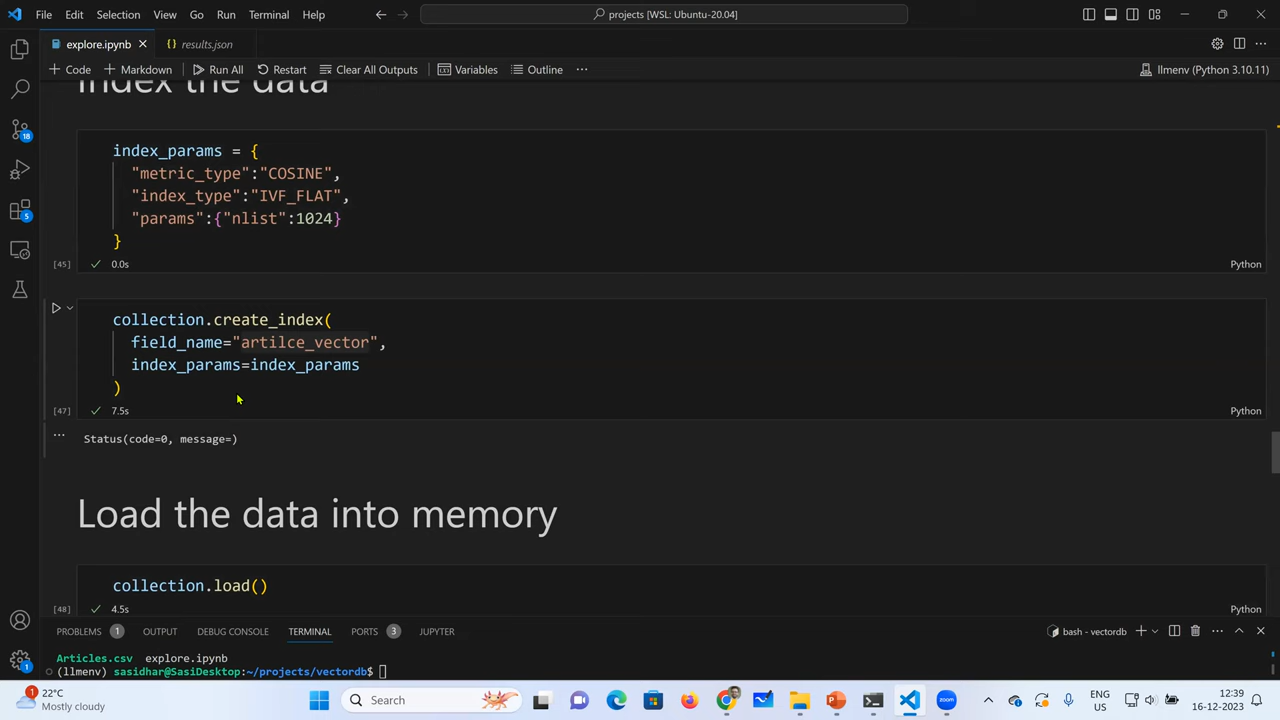 File Edit Selection View Go Run Terminal Help
projects [WSL: Ubuntu-20.04]
explore.ipynb
results.json
Code
Markdown
Run All
Restart
Clear All Outputs
Variables
Outline
llmenv (Python 3.10.11)
Index the data
index_params = {
"metric_type":"COSINE",
"index_type":"IVF_FLAT",
"params":{"nlist":1024}
}
[45]
0.0s
Python
collection.create_index(
field_name="artilce_vector",
index_params=index_params
)
[47]
7.5s
Python
Status(code=0, message=)
Load the data into memory
collection.load()
[48]
4.5s
Python
18
5
1
PROBLEMS 1 OUTPUT DEBUG CONSOLE TERMINAL PORTS 3 JUPYTER
bash - vectordb
Articles.csv explore.ipynb
(llmenv) sasidhar@SasiDesktop:~/projects/vectordb$
1
22°C
Mostly cloudy
Search
ENG
US
12:39
16-12-2023